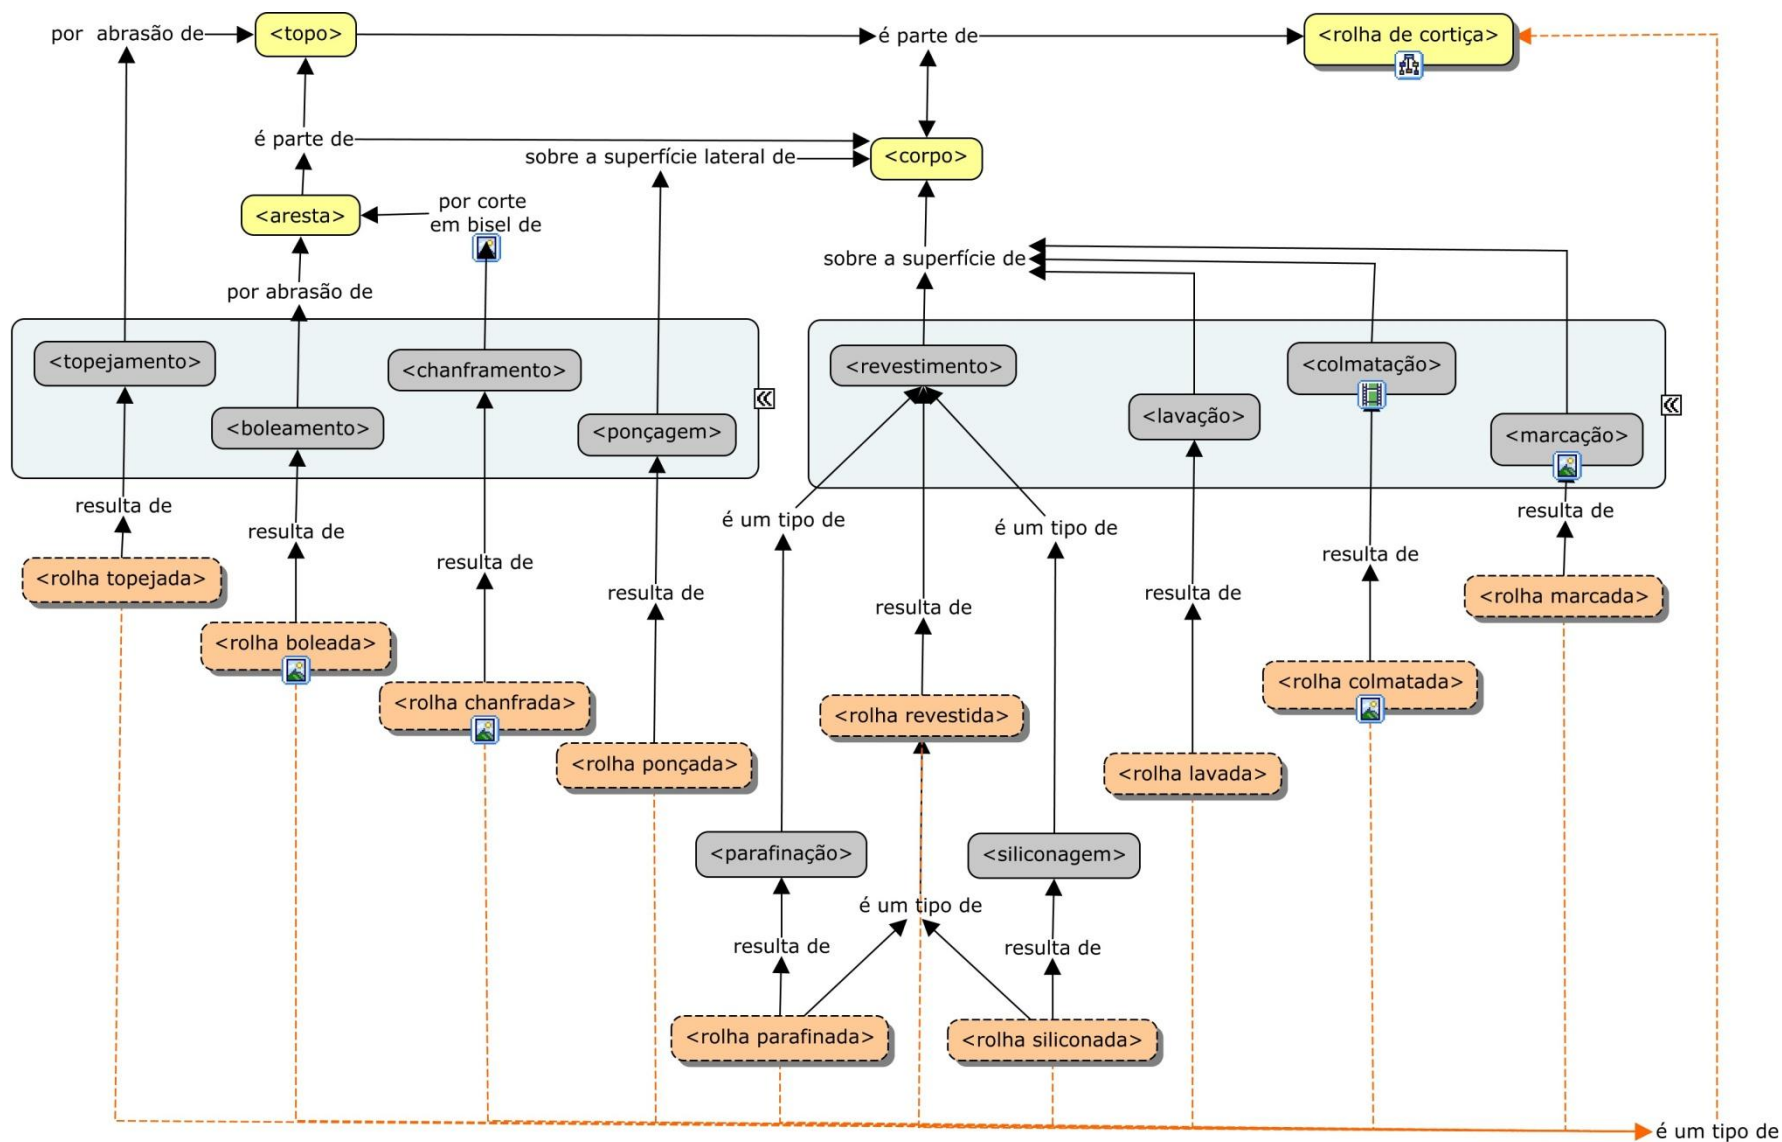 por  abrasão de
<topo>
é parte de
<rolha de cortiça>
é parte de
sobre a superfície lateral de
<corpo>
<aresta>
por corte
em bisel de
sobre a superfície de
por abrasão de
<topejamento>
<chanframento>
<revestimento>
<colmatação>
<boleamento>
<ponçagem>
<lavação>
<marcação>
resulta de
resulta de
é um tipo de
é um tipo de
resulta de
resulta de
resulta de
<rolha topejada>
resulta de
resulta de
resulta de
<rolha marcada>
resulta de
<rolha boleada>
<rolha chanfrada>
<rolha revestida>
<rolha colmatada>
<rolha ponçada>
<rolha lavada>
<parafinação>
<siliconagem>
é um tipo de
resulta de
resulta de
<rolha parafinada>
<rolha siliconada>
é um tipo de